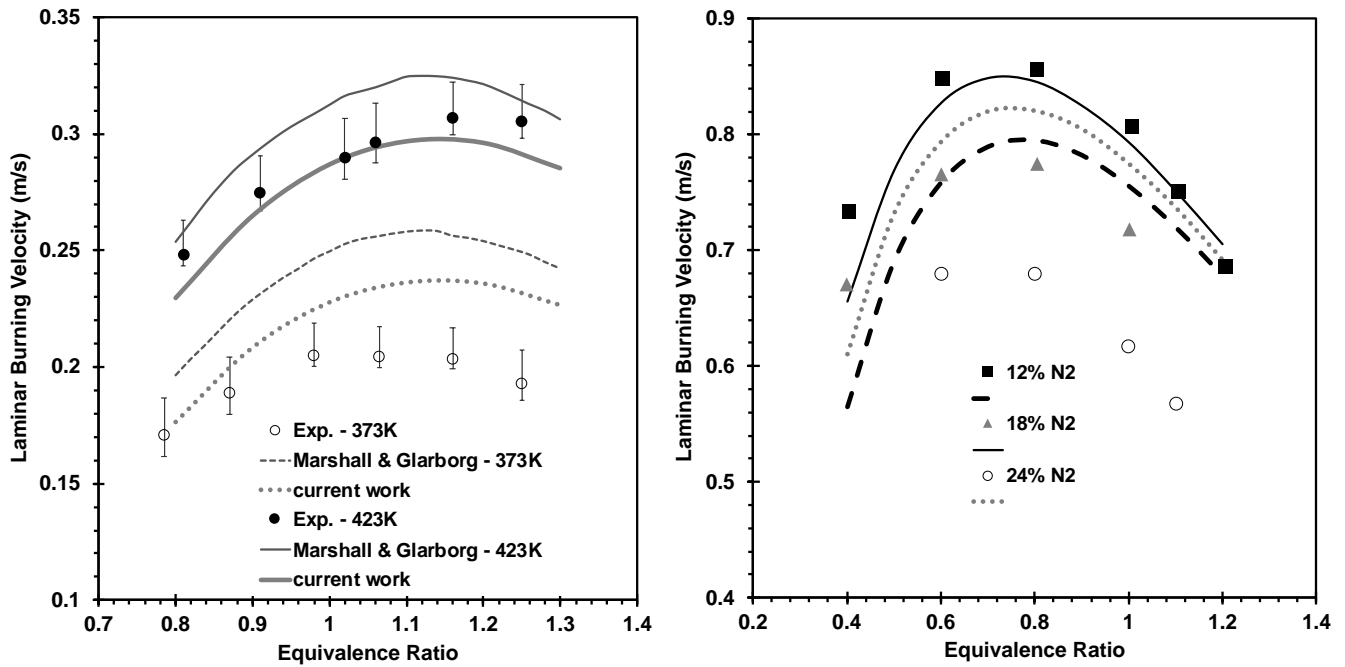 0.35
0.3
0.25
0.2
0.15
0.1
Laminar Burning Velocity (m/s)
Exp. - 373K
Marshall & Glarborg - 373K
current work
Exp. - 423K
Marshall & Glarborg - 423K
current work
0.7 0.8 0.9 1 1.1 1.2 1.3 1.4
Equivalence Ratio
0.9
0.8
0.7
0.6
0.5
0.4
Laminar Burning Velocity (m/s)
12% N2
18% N2
24% N2
0.2 0.4 0.6 0.8 1 1.2 1.4
Equivalence Ratio